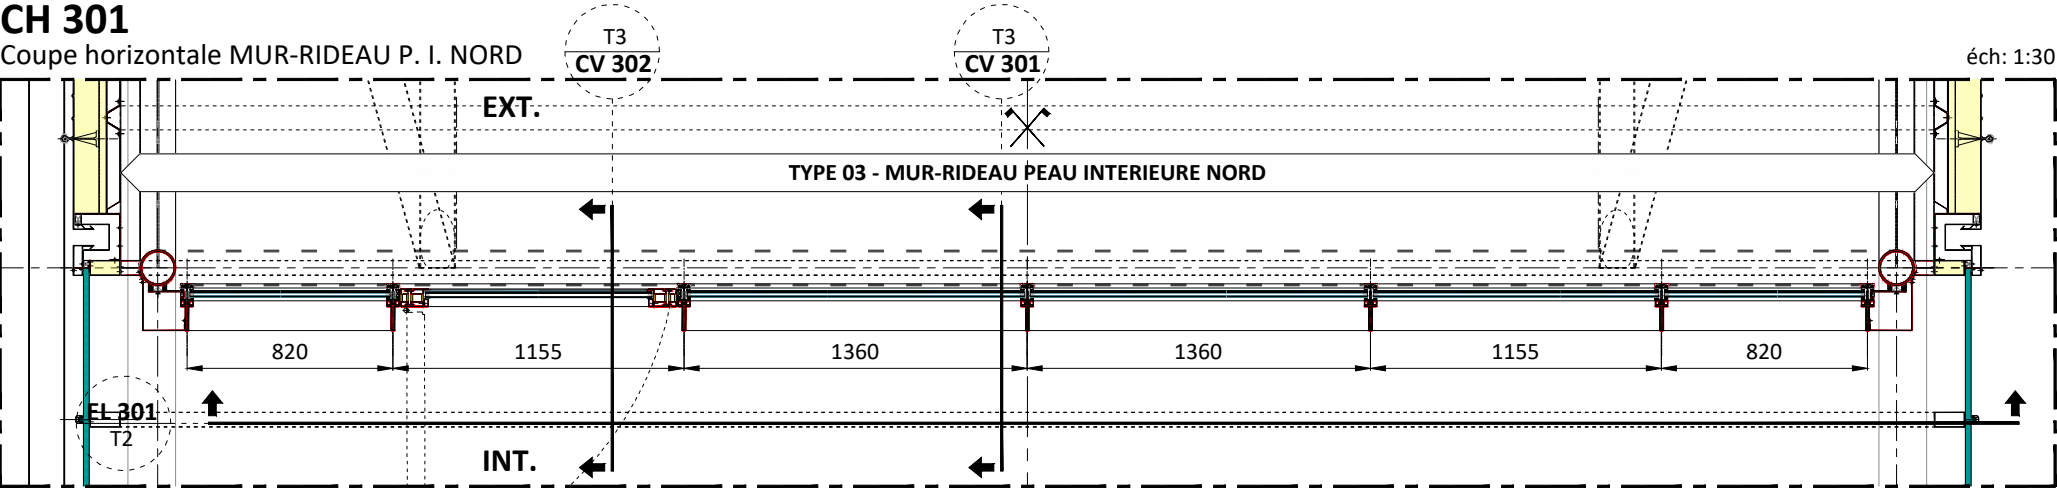 CH 301
Coupe horizontale MUR-RIDEAU P. I. NORD
T3
CV 302
T3
CV 301
éch: 1:30
EXT.
TYPE 03 - MUR-RIDEAU PEAU INTERIEURE NORD
820
1155
1360
1360
1155
820
EL 301
T2
INT.